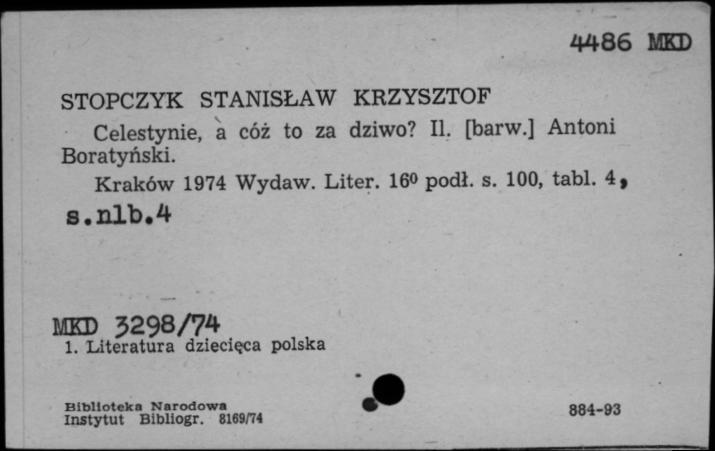 4486 MKD
STOPCZYK STANISŁAW KRZYSZTOF
Celestynie, a cóż to za dziwo? Il. [barw.] Antoni
Boratyński.
Kraków 1974 Wydaw. Liter. 16⁰ podł. s. 100, tabl. 4,
s.nlb.4
MKD 3298/74
1. Literatura dziecięca polska
Biblioteka Narodowa
Instytut Bibliogr. 8169/74
884-93